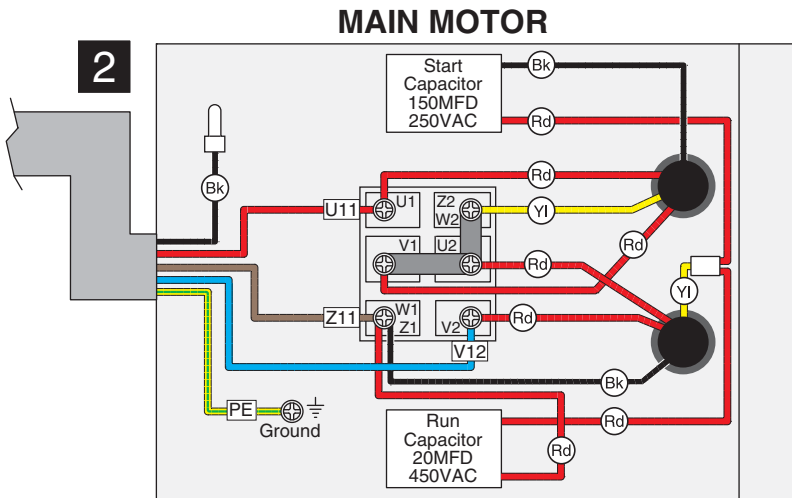 MAIN MOTOR
2
Start
Capacitor
150MFD
250VAC
Bk
Rd
Bk
Rd
U11
U1
Z2
W2
Yl
V1
U2
Rd
Rd
Yl
Z11
W1
Z1
V2
Rd
V12
Bk
PE
Ground
Run
Capacitor
20MFD
450VAC
Rd
Rd